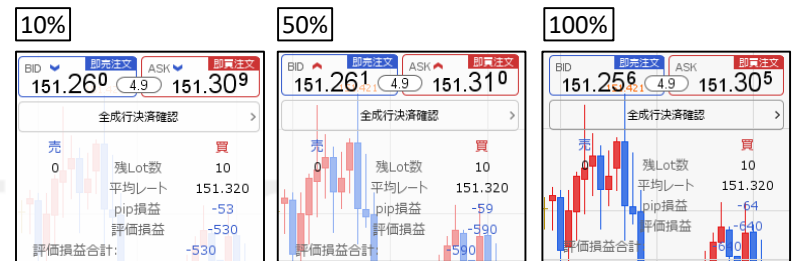 10%
BID 即売注文 ASK 即買注文
151.260 4.9 151.309
全成行決済確認 >
売 買
0 残Lot数 10
平均レート 151.320
pip損益 -53
評価損益 -530
評価損益合計: -530
50%
BID 即売注文 ASK 即買注文
151.261 4.9 151.310
全成行決済確認 >
売 買
0 残Lot数 10
平均レート 151.320
pip損益 -59
評価損益 -590
評価損益合計: -590
100%
BID 即売注文 ASK 即買注文
151.256 4.9 151.305
全成行決済確認 >
売 買
0 残Lot数 10
平均レート 151.320
pip損益 -64
評価損益 -640
評価損益合計 -640